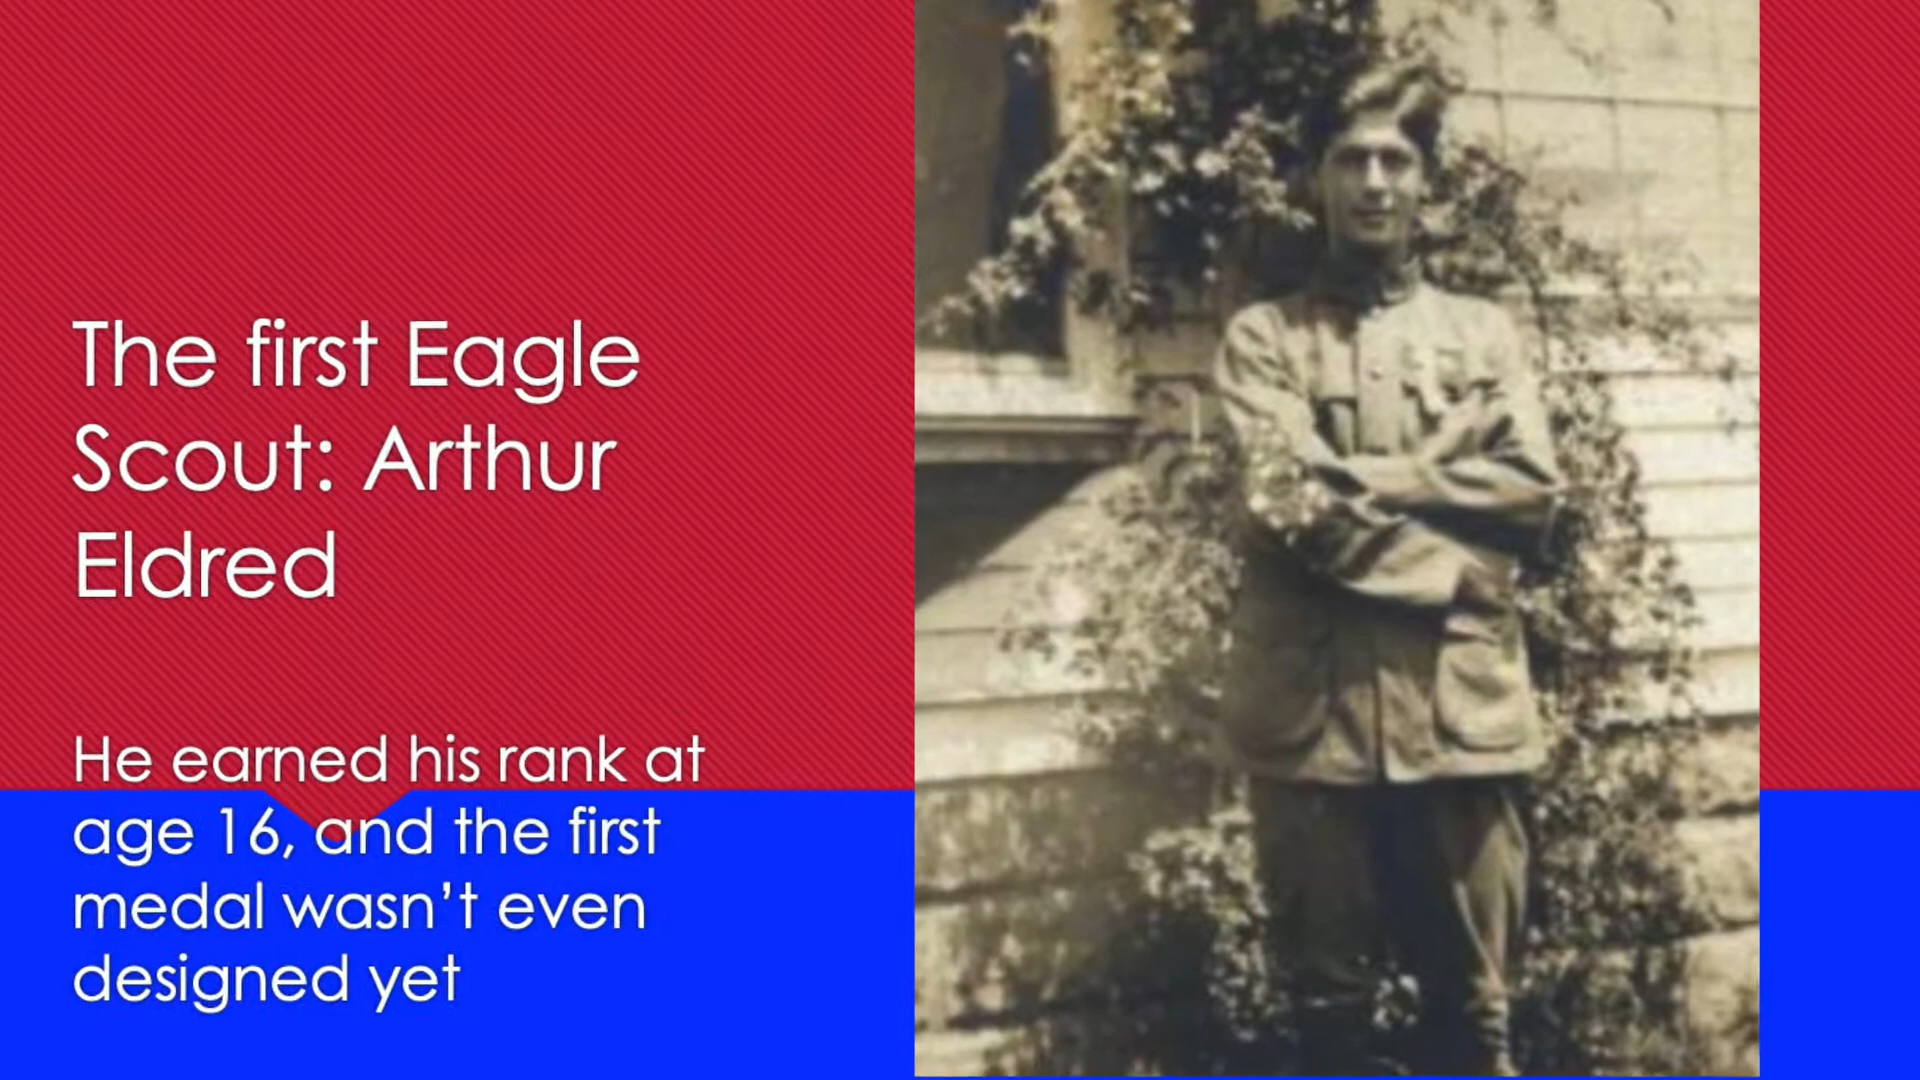 The first Eagle
Scout: Arthur
Eldred
He earned his rank at
age 16, and the first
medal wasn’t even
designed yet